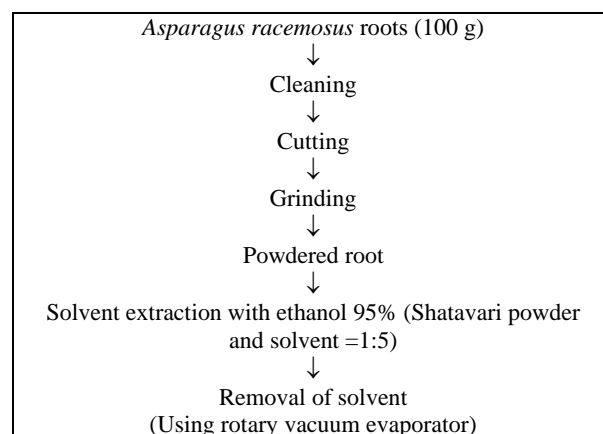 Asparagus racemosus roots (100 g)
↓
Cleaning
↓
Cutting
↓
Grinding
↓
Powdered root
↓
Solvent extraction with ethanol 95% (Shatavari powder
and solvent =1:5)
↓
Removal of solvent
(Using rotary vacuum evaporator)